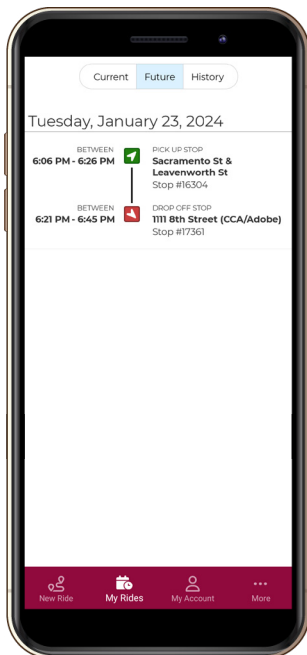 Current Future History
Tuesday, January 23, 2024
BETWEEN PICK UP STOP
6:06 PM - 6:26 PM Sacramento St &
Leavenworth St
Stop #16304
BETWEEN DROP OFF STOP
6:21 PM - 6:45 PM 1111 8th Street (CCA/Adobe)
Stop #17361
New Ride My Rides My Account More